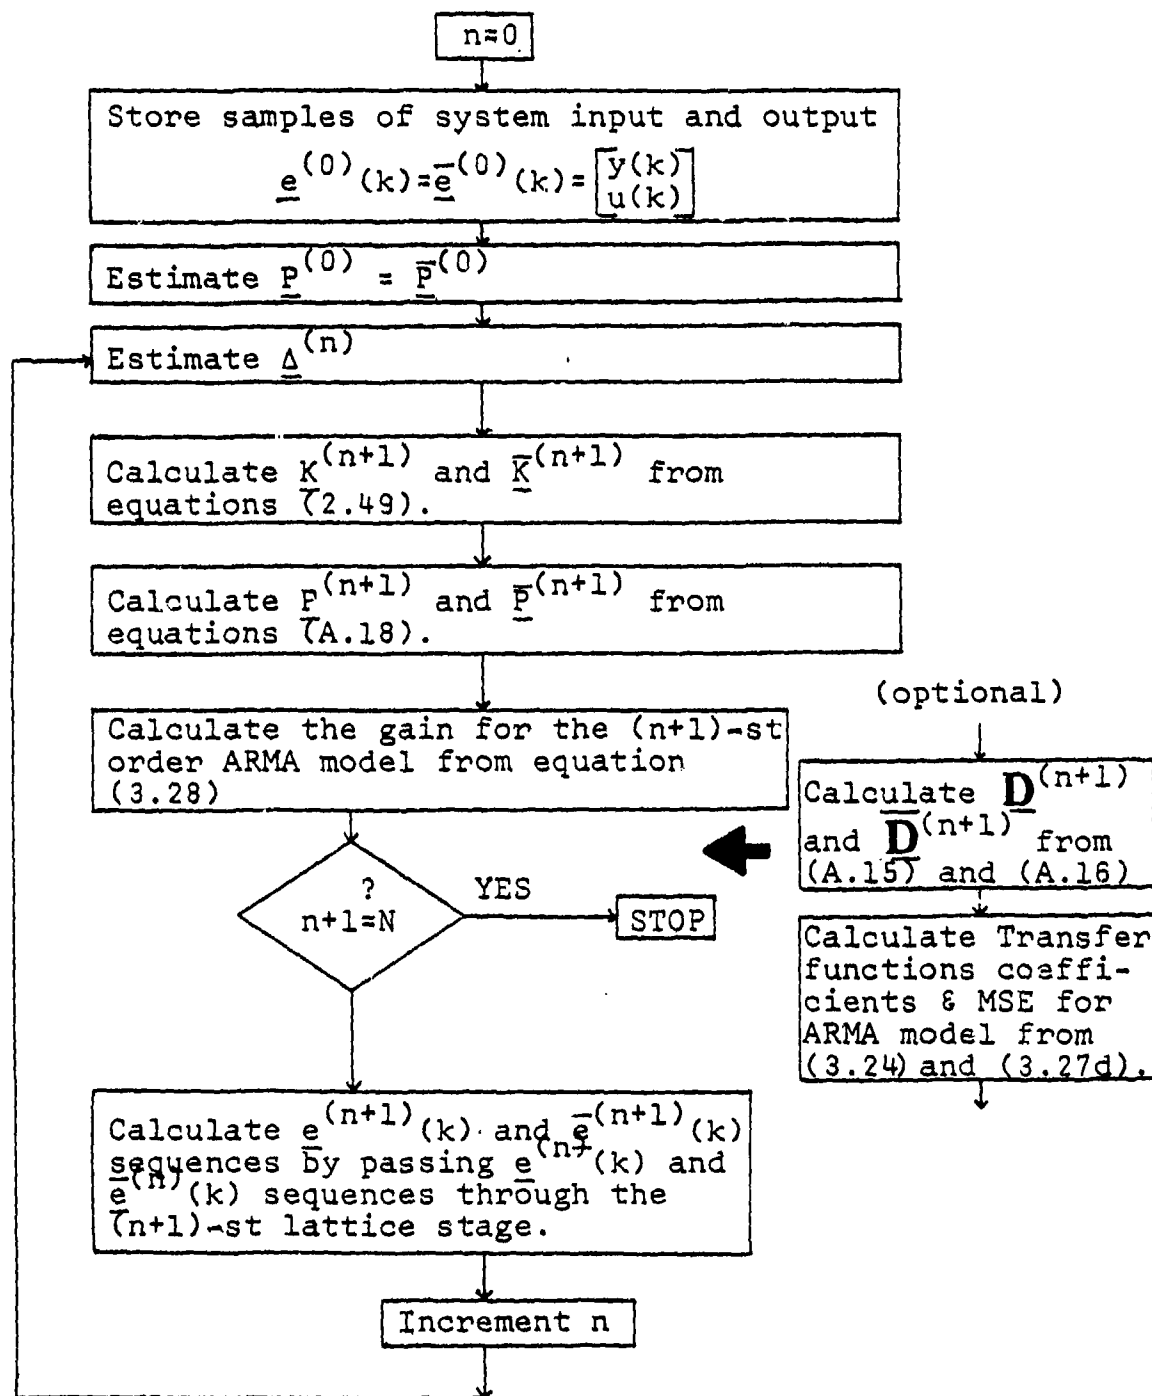 n=0
Store samples of system input and output
e̲^(0)(k)=e̲̅^(0)(k)=[y(k)
u(k)]
Estimate P̲^(0) = P̲̅^(0)
Estimate Δ̲^(n)
Calculate K̲^(n+1) and K̲̅^(n+1) from
equations (2.49).
Calculate P̲^(n+1) and P̲̅^(n+1) from
equations (A.18).
Calculate the gain for the (n+1)-st
order ARMA model from equation
(3.28)
(optional)
Calculate D̲^(n+1)
and D̲̅^(n+1) from
(A.15) and (A.16)
Calculate Transfer
functions coeffi-
cients & MSE for
ARMA model from
(3.24) and (3.27d).
?
n+1=N
YES
STOP
Calculate e̲^(n+1)(k) and e̲̅^(n+1)(k)
sequences by passing e̲^(n)(k) and
e̲̅^(n)(k) sequences through the
(n+1)-st lattice stage.
Increment n